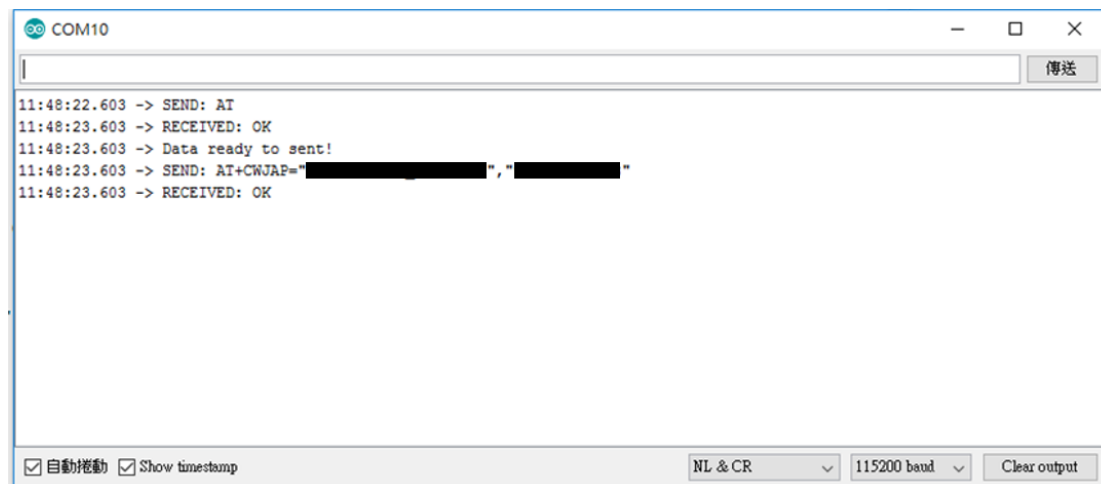 COM10
傳送
11:48:22.603 -> SEND: AT
11:48:23.603 -> RECEIVED: OK
11:48:23.603 -> Data ready to sent!
11:48:23.603 -> SEND: AT+CWJAP="","" 
11:48:23.603 -> RECEIVED: OK
自動捲動 Show timestamp NL & CR 115200 baud Clear output